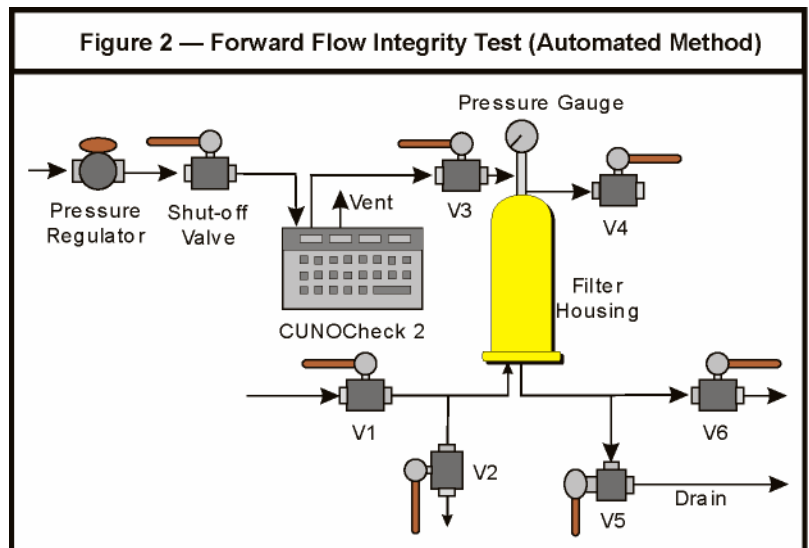 Figure 2 — Forward Flow Integrity Test (Automated Method)
Pressure Gauge
Vent
Pressure
Regulator
Shut-off
Valve
V3
V4
CUNOCheck 2
Filter
Housing
V1
V6
V2
Drain
V5